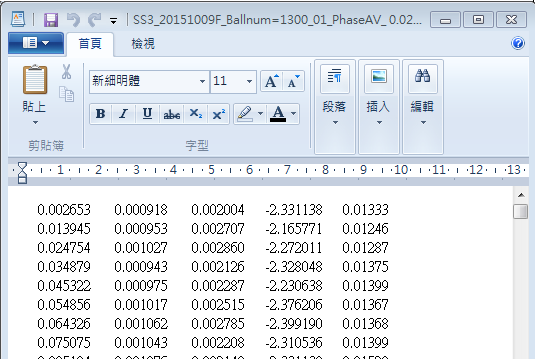 SS3_20151009F_Ballnum=1300_01_PhaseAV_ 0.02...
首頁 檢視
貼上
新細明體 11 A A
B I U abc X₂ X² A
段落 插入 編輯
剪貼簿 字型
1 2 3 4 5 6 7 8 9 10 11 12 13
0.002653 0.000918 0.002004 -2.331138 0.01333
0.013945 0.000953 0.002707 -2.165771 0.01246
0.024754 0.001027 0.002860 -2.272011 0.01287
0.034879 0.000943 0.002126 -2.328048 0.01375
0.045322 0.000975 0.002287 -2.230638 0.01399
0.054856 0.001017 0.002515 -2.376206 0.01367
0.064326 0.001062 0.002785 -2.399190 0.01368
0.075075 0.001043 0.002208 -2.310536 0.01399